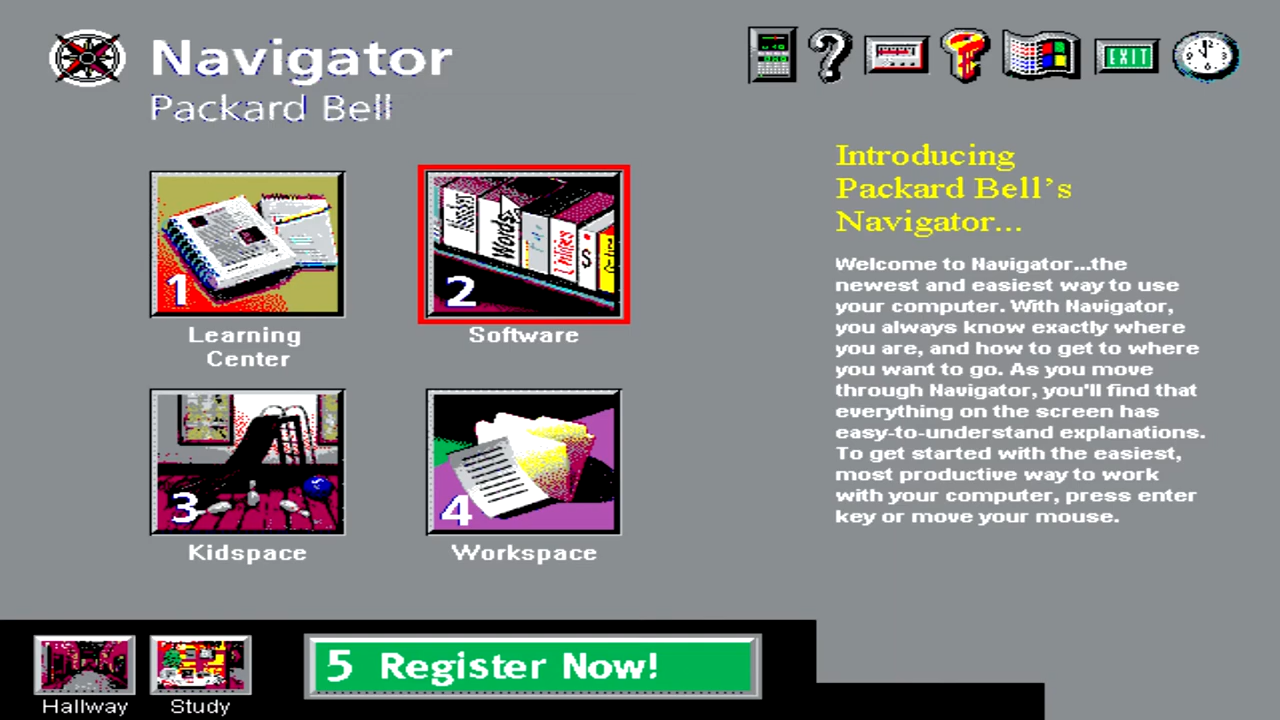 Navigator
Packard Bell
EXIT
Introducing
Packard Bell's
Navigator...
Welcome to Navigator...the
newest and easiest way to use
your computer. With Navigator,
you always know exactly where
you are, and how to get to where
you want to go. As you move
through Navigator, you'll find that
everything on the screen has
easy-to-understand explanations.
To get started with the easiest,
most productive way to work
with your computer, press enter
key or move your mouse.
1
Learning
Center
Words
Utilities
$
2
Software
3
Kidspace
4
Workspace
5 Register Now!
Hallway
Study